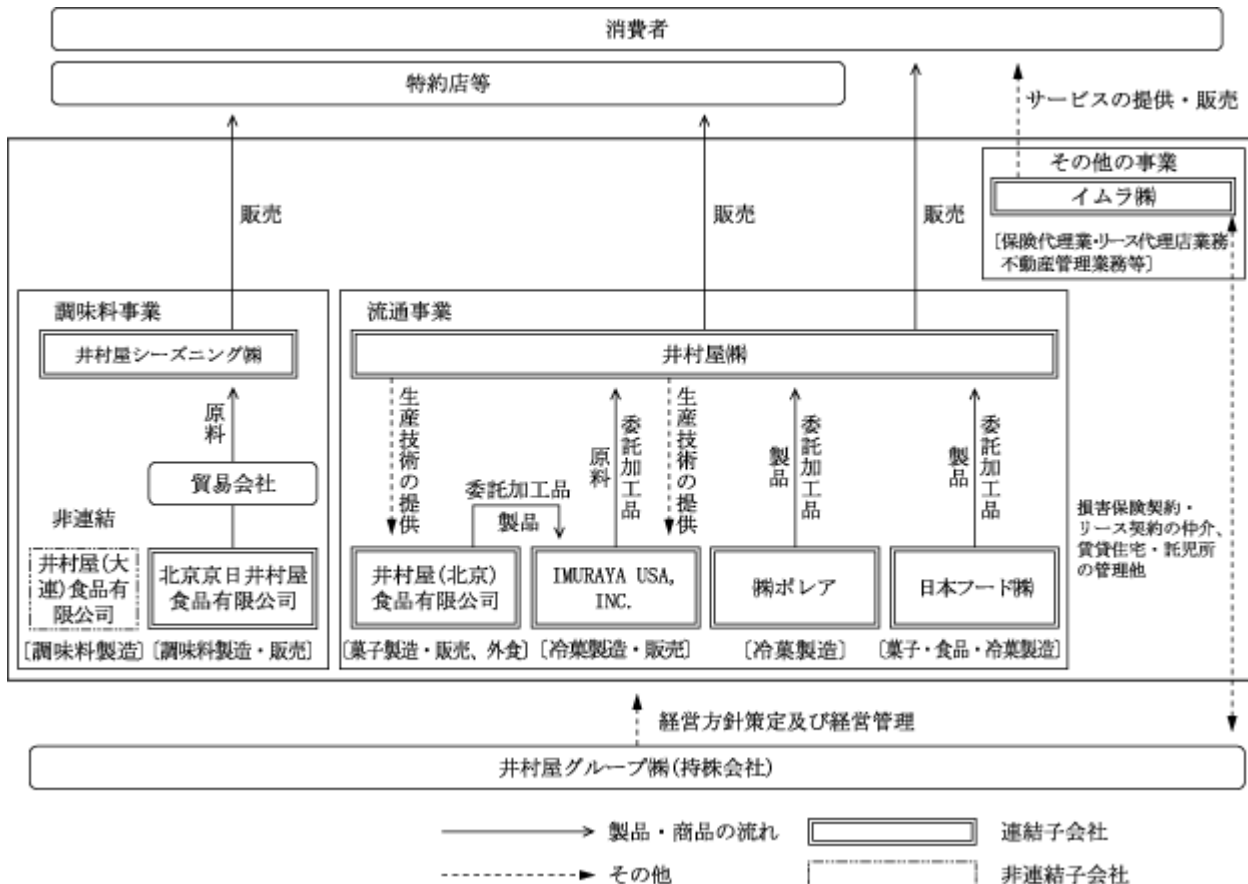 消費者
特約店等
サービスの提供・販売
その他の事業
イムラ㈱
[保険代理業・リース代理店業務
不動産管理業務等]
販売
販売
販売
調味料事業
井村屋シーズニング㈱
原料
貿易会社
非連結
井村屋(大
連)食品有
限公司
[調味料製造]
北京京日井村屋
食品有限公司
[調味料製造・販売]
流通事業
井村屋㈱
生産技術の提供
委託加工品
製品
原料
委託加工品
生産技術の提供
製品
委託加工品
製品
委託加工品
井村屋(北京)
食品有限公司
[菓子製造・販売、外食]
IMURAYA USA,
INC.
[冷菓製造・販売]
㈱ポレア
[冷菓製造]
日本フード㈱
[菓子・食品・冷菓製造]
損害保険契約・
リース契約の仲介、
賃貸住宅・託児所
の管理他
経営方針策定及び経営管理
井村屋グループ㈱(持株会社)
製品・商品の流れ
連結子会社
その他
非連結子会社